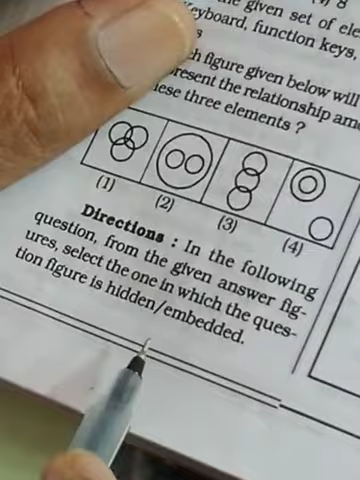 the given set of ele
keyboard, function keys,
s
h figure given below will
present the relationship am
these three elements ?
(1) (2) (3) (4)
Directions : In the following
question, from the given answer fig-
ures, select the one in which the ques-
tion figure is hidden/embedded.